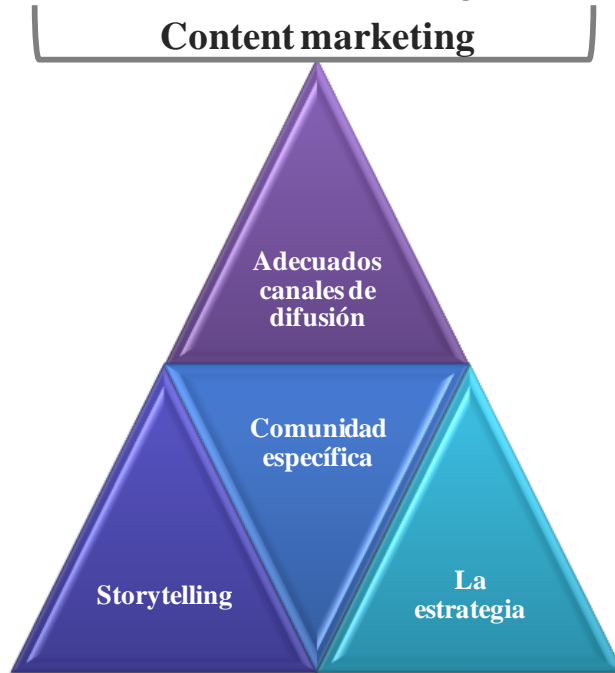 Content marketing
Adecuados
canales de
difusión
Comunidad
específica
Storytelling
La
estrategia